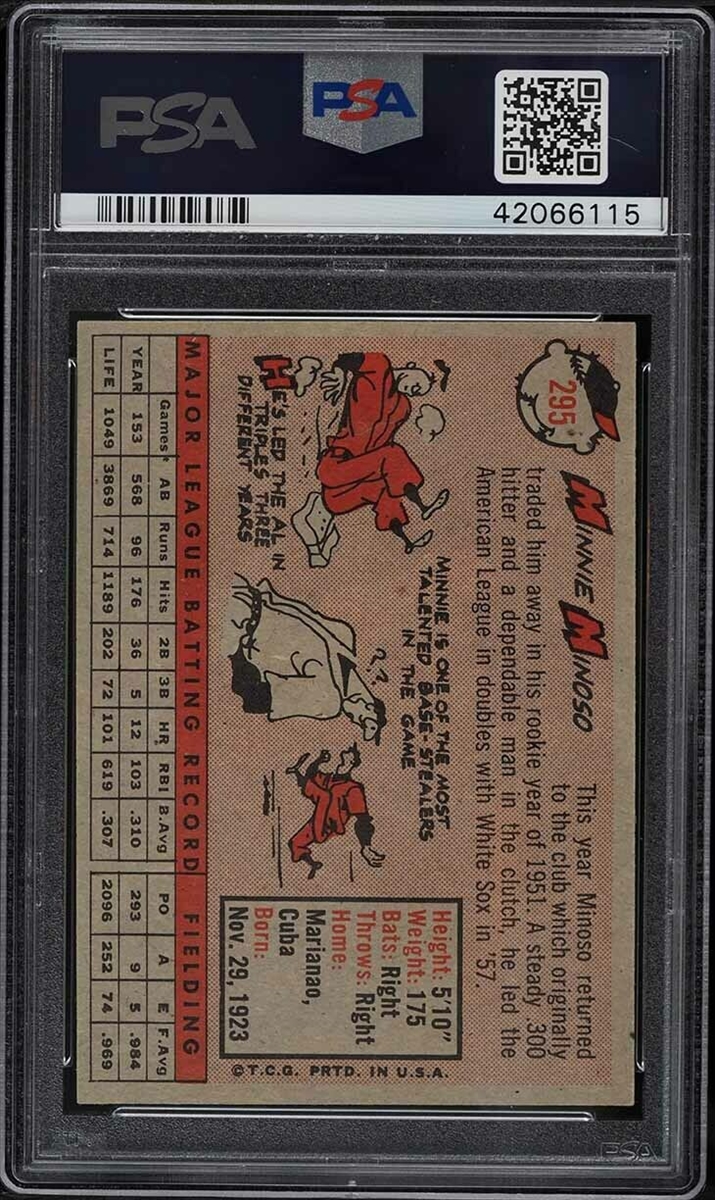 PSA
PSA
42066115
295
MINNIE MINOSO
This year Minoso returned
to the club which originally
traded him away in his rookie year of 1951. A steady .300
hitter and a dependable man in the clutch, he led the
American League in doubles with White Sox in '57.
HE'S LED THE AL IN
TRIPLES THREE
DIFFERENT YEARS
MINNIE IS ONE OF THE MOST
TALENTED BASE-STEALERS
IN THE GAME
??
Height: 5'10"
Weight: 175
Bats: Right
Throws: Right
Home:
Marianao,
Cuba
Born:
Nov. 29, 1923
©T.C.G. PRTD. IN U.S.A.
MAJOR LEAGUE BATTING RECORD FIELDING
Games AB Runs Hits 2B 3B HR RBI B.Avg PO A E F.Avg
YEAR 153 568 96 176 36 5 12 103 .310 293 9 5 .984
LIFE 1049 3869 714 1189 202 72 101 619 .307 2096 252 74 .969
PSA